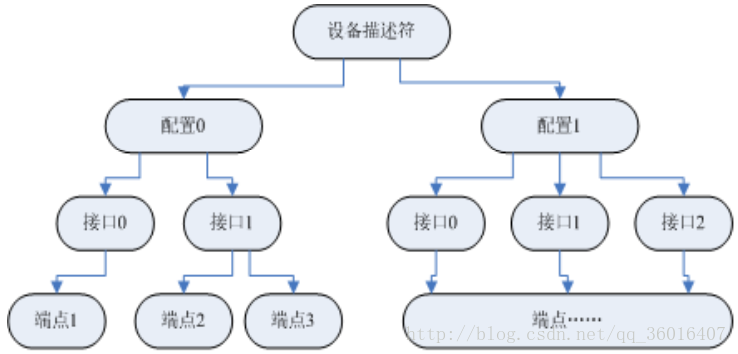 设备描述符
配置0
配置1
接口0
接口1
接口0
接口1
接口2
端点1
端点2
端点3
端点……
http://blog.csdn.net/qq_36016407